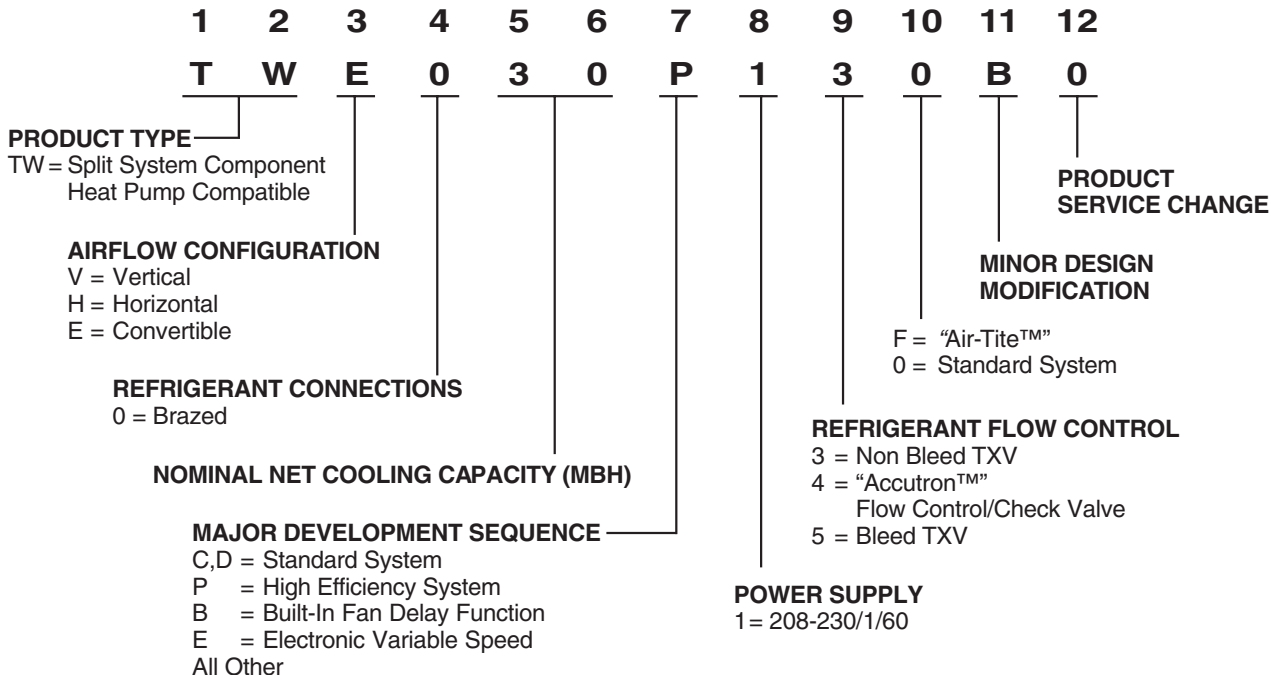 1 2 3 4 5 6 7 8 9 10 11 12
T W E 0 3 0 P 1 3 0 B 0
PRODUCT TYPE
TW = Split System Component
Heat Pump Compatible
AIRFLOW CONFIGURATION
V = Vertical
H = Horizontal
E = Convertible
REFRIGERANT CONNECTIONS
0 = Brazed
NOMINAL NET COOLING CAPACITY (MBH)
MAJOR DEVELOPMENT SEQUENCE
C,D = Standard System
P = High Efficiency System
B = Built-In Fan Delay Function
E = Electronic Variable Speed
All Other
POWER SUPPLY
1 = 208-230/1/60
REFRIGERANT FLOW CONTROL
3 = Non Bleed TXV
4 = “Accutron™”
Flow Control/Check Valve
5 = Bleed TXV
F = “Air-Tite™”
0 = Standard System
MINOR DESIGN
MODIFICATION
PRODUCT
SERVICE CHANGE